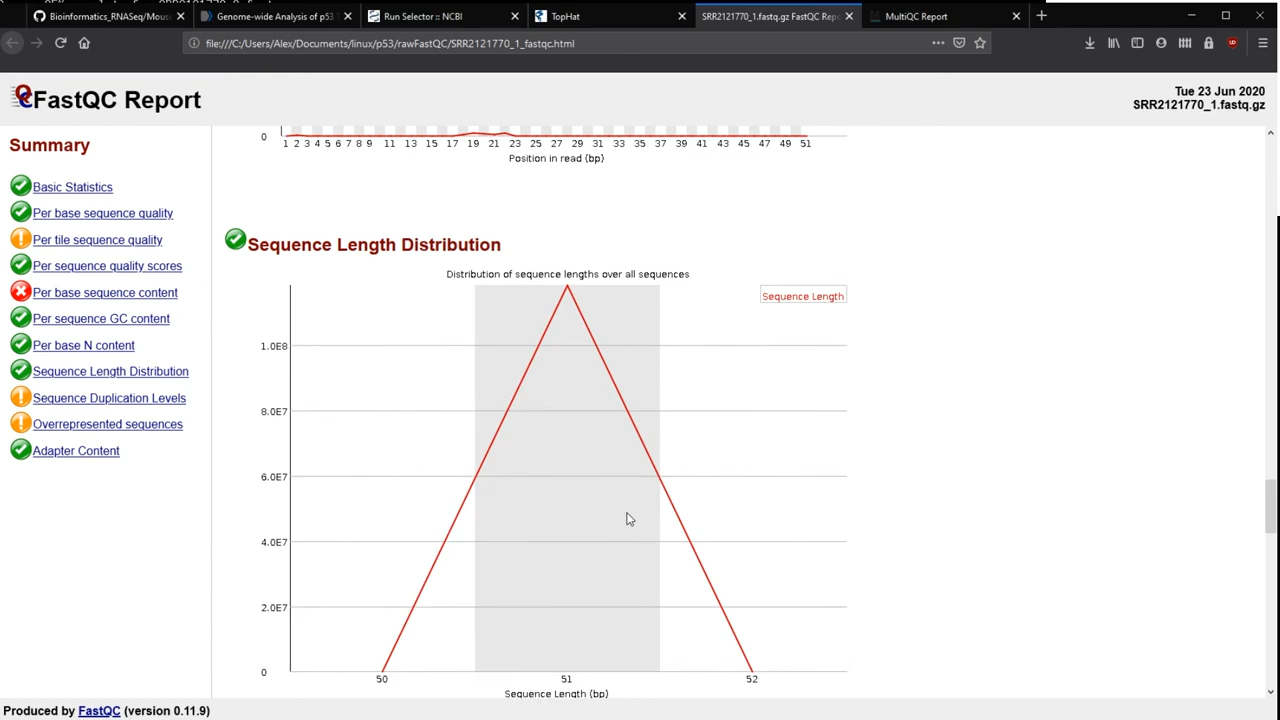 Bioinformatics_RNASeq/Mouse
Genome-wide Analysis of p53
Run Selector :: NCBI
TopHat
SRR2121770_1.fastq.gz FastQC Repo
MultiQC Report
file:///C:/Users/Alex/Documents/linux/p53/rawFastQC/SRR2121770_1_fastqc.html
FastQC Report
Tue 23 Jun 2020
SRR2121770_1.fastq.gz
Summary
Basic Statistics
Per base sequence quality
Per tile sequence quality
Per sequence quality scores
Per base sequence content
Per sequence GC content
Per base N content
Sequence Length Distribution
Sequence Duplication Levels
Overrepresented sequences
Adapter Content
0
1 2 3 4 5 6 7 8 9 11 13 15 17 19 21 23 25 27 29 31 33 35 37 39 41 43 45 47 49 51
Position in read (bp)
Sequence Length Distribution
Distribution of sequence lengths over all sequences
Sequence Length
1.0E8
8.0E7
6.0E7
4.0E7
2.0E7
0
50 51 52
Sequence Length (bp)
Produced by FastQC (version 0.11.9)